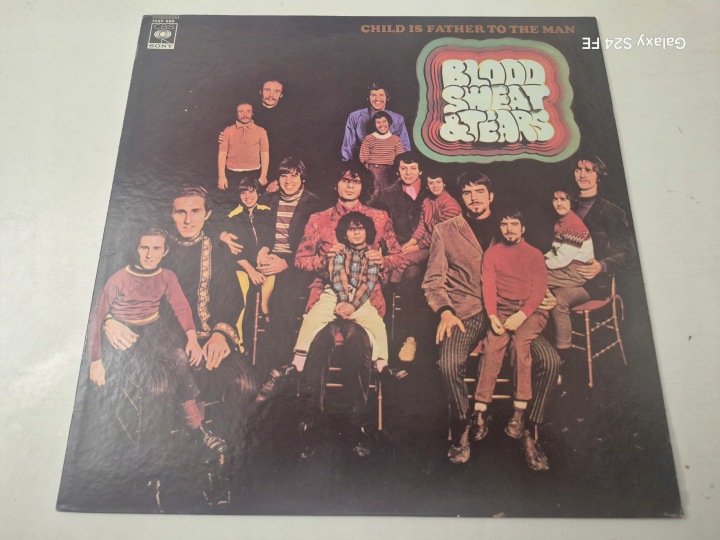 CBS
SONY
CHILD IS FATHER TO THE MAN
BLOOD
SWEAT
& TEARS
Galaxy S24 FE